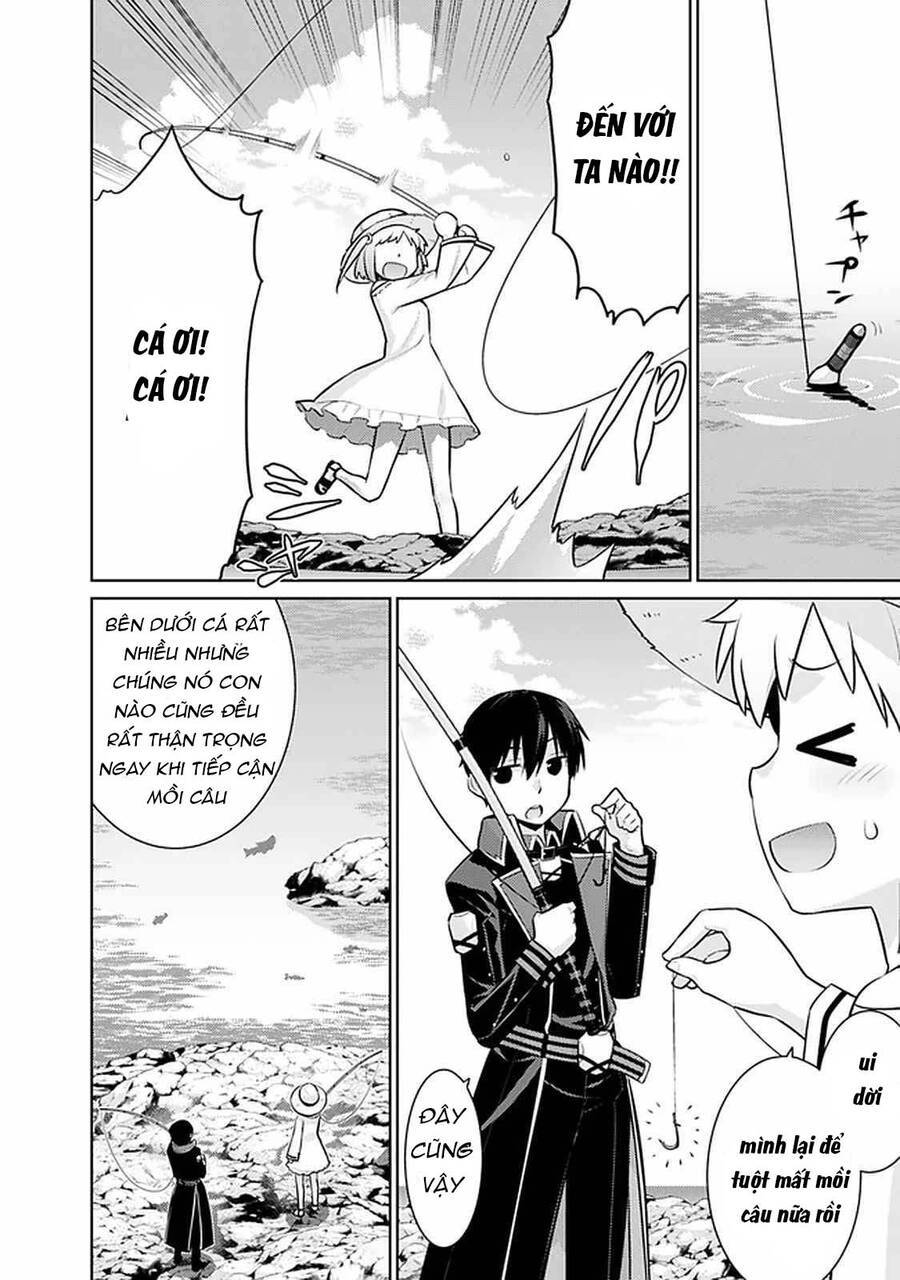 チャプン
ĐẾN VỚI
TA NÀO!!
CÁ ƠI!
CÁ ƠI!
ui
dời
mình lại để
tuột mất mồi
câu nữa rồi
ĐÂY
CŨNG
VẬY
BÊN DƯỚI CÁ RẤT
NHIỀU NHƯNG
CHÚNG NÓ CON
NÀO CŨNG ĐỀU
RẤT THẬN TRỌNG
NGAY KHI TIẾP CẬN
MỒI CÂU